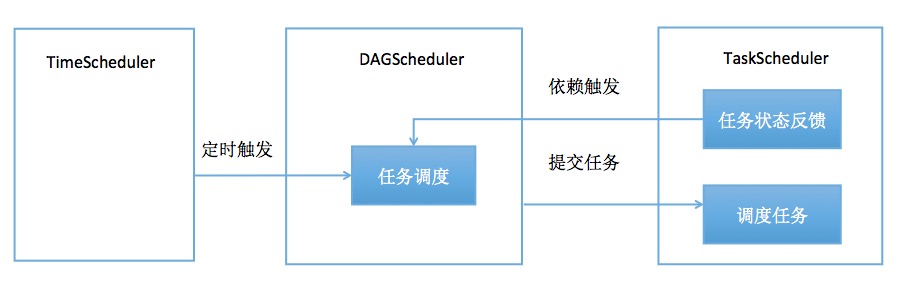 TimeScheduler
DAGScheduler
TaskScheduler
依赖触发
任务状态反馈
定时触发
任务调度
提交任务
调度任务